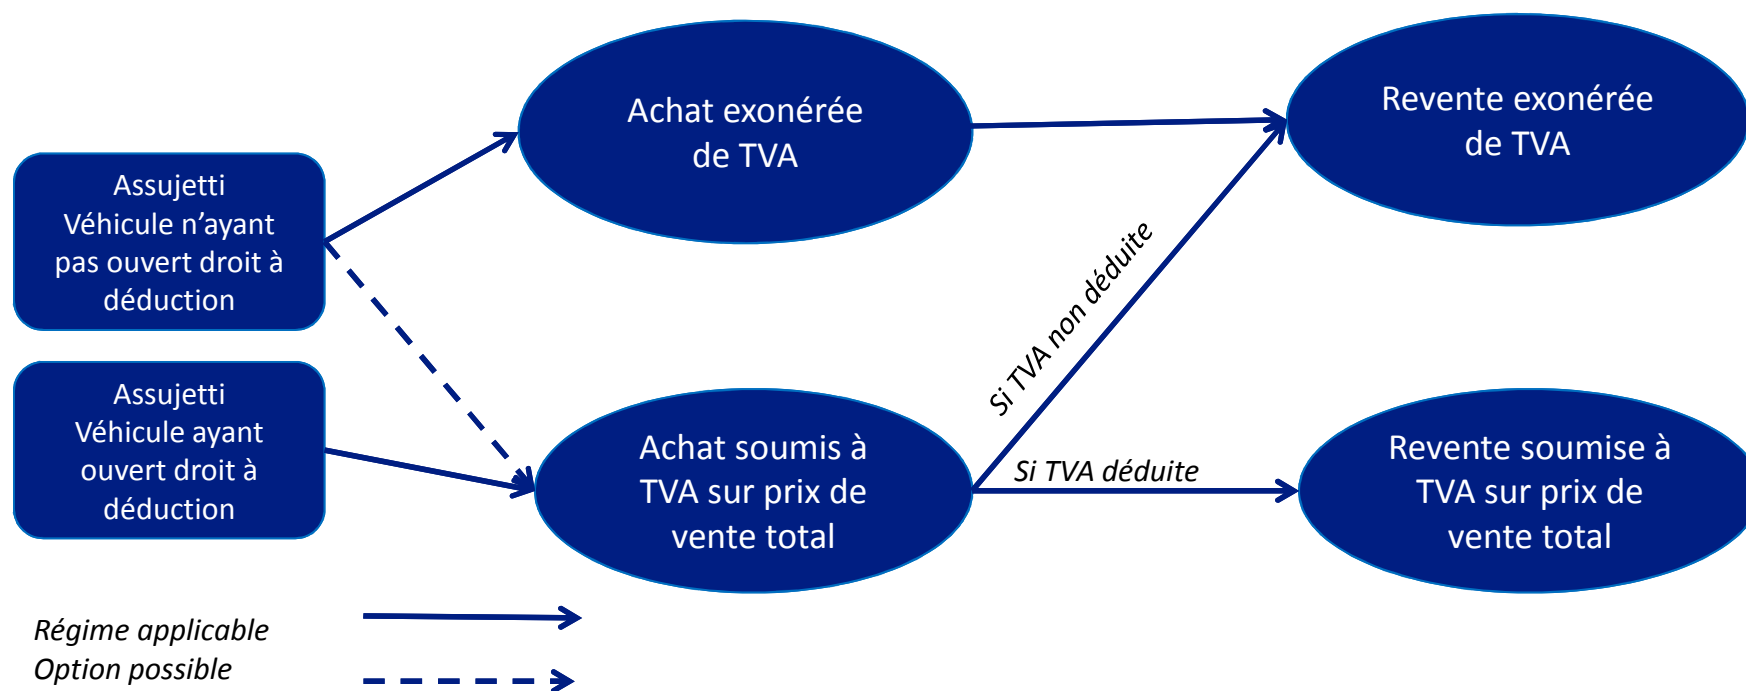 Achat exonérée
de TVA
Revente exonérée
de TVA
Assujetti
Véhicule n’ayant
pas ouvert droit à
déduction
Si TVA non déduite
Assujetti
Véhicule ayant
ouvert droit à
déduction
Achat soumis à
TVA sur prix de
vente total
Si TVA déduite
Revente soumise à
TVA sur prix de
vente total
Régime applicable
Option possible